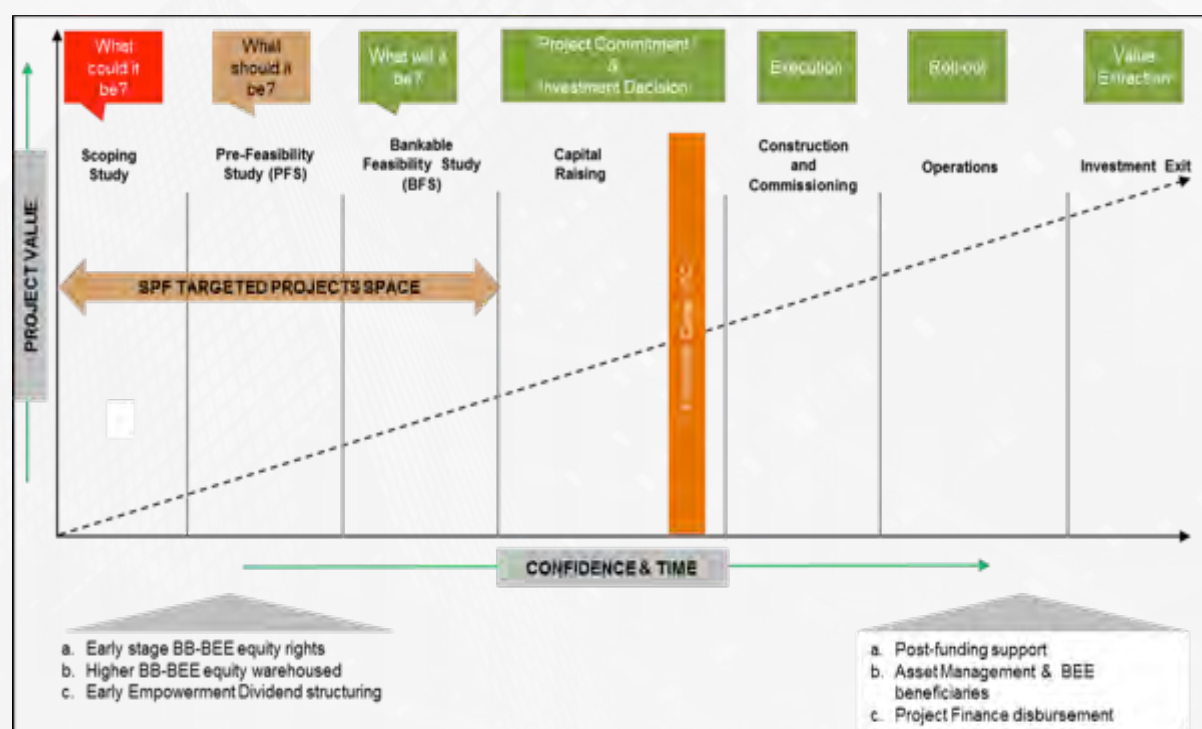 What
could it
be?
What
should it
be?
What will it
be?
Project Commitment
&
Investment Decision
Execution
Roll-out
Value
Extraction
Scoping
Study
Pre-Feasibility
Study (PFS)
Bankable
Feasibility Study
(BFS)
Capital
Raising
Construction
and
Commissioning
Operations
Investment Exit
PROJECT VALUE
SPF TARGETED PROJECTS SPACE
CONFIDENCE & TIME
a. Early stage BB-BEE equity rights
b. Higher BB-BEE equity warehoused
c. Early Empowerment Dividend structuring
a. Post-funding support
b. Asset Management & BEE
beneficiaries
c. Project Finance disbursement